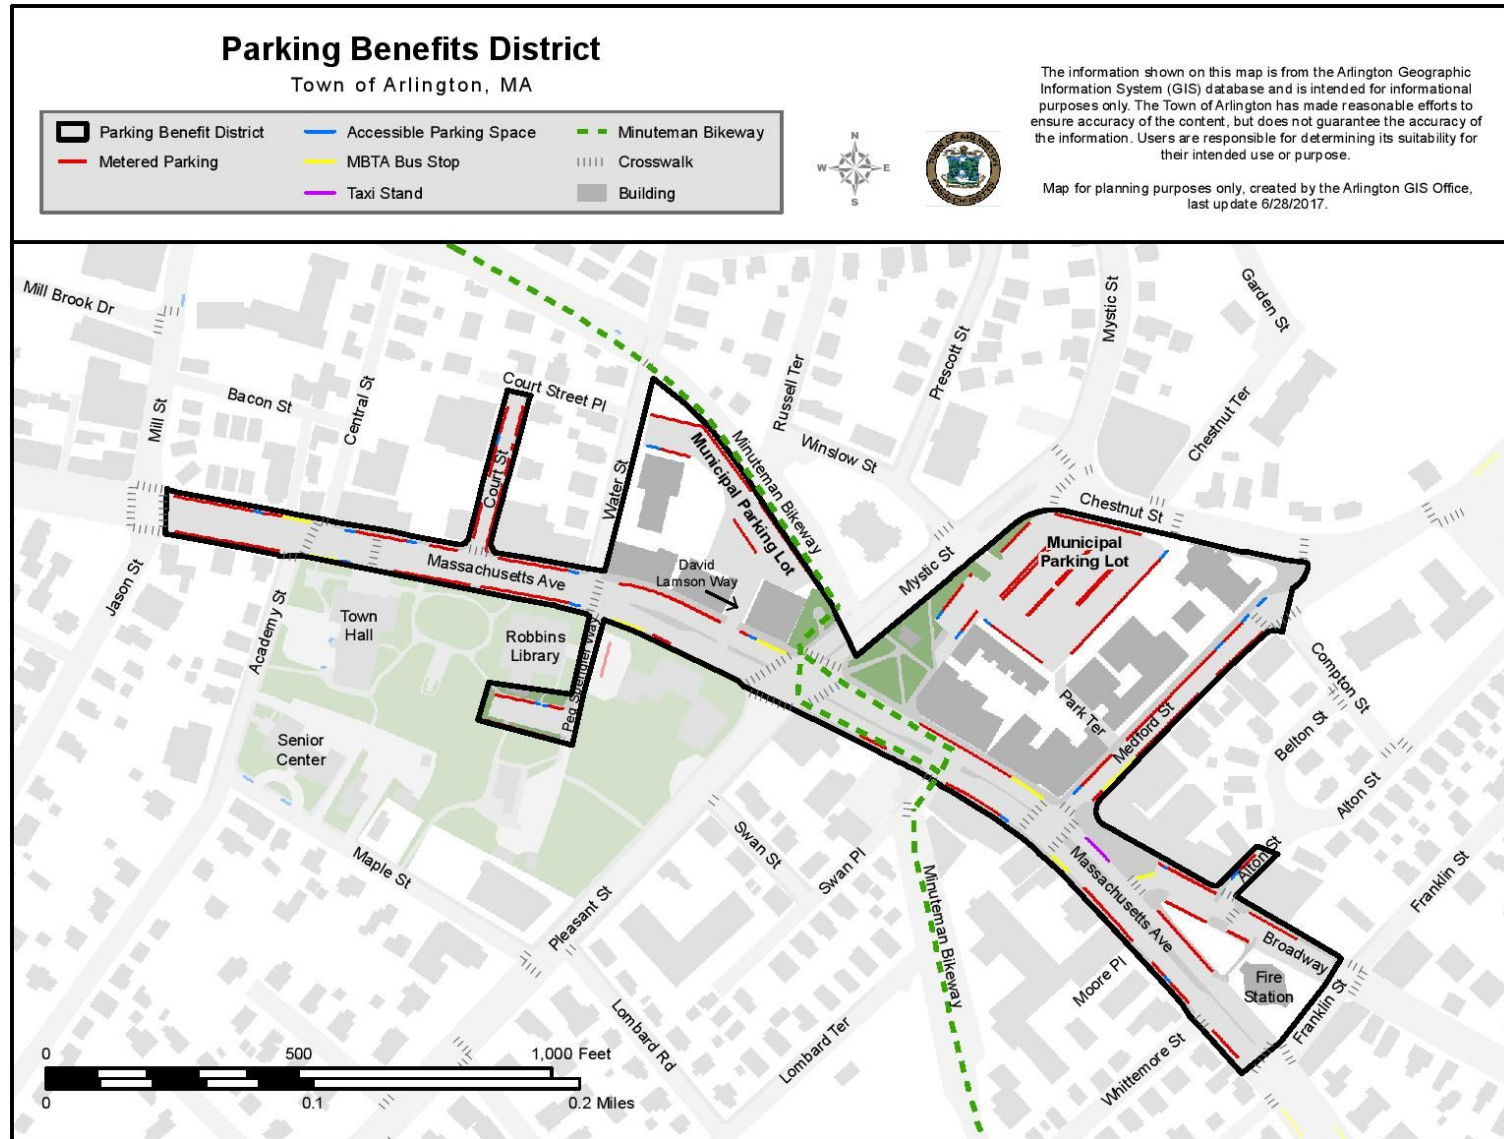 Parking Benefits District
Town of Arlington, MA
Parking Benefit District
Metered Parking
Accessible Parking Space
MBTA Bus Stop
Taxi Stand
Minuteman Bikeway
Crosswalk
Building
N
W
E
S
The information shown on this map is from the Arlington Geographic
Information System (GIS) database and is intended for informational
purposes only. The Town of Arlington has made reasonable efforts to
ensure accuracy of the content, but does not guarantee the accuracy of
the information. Users are responsible for determining its suitability for
their intended use or purpose.
Map for planning purposes only, created by the Arlington GIS Office,
last update 6/28/2017.
Mill Brook Dr
Mill St
Bacon St
Central St
Court Street Pl
Court St
Water St
Municipal Parking Lot
Minuteman Bikeway
Russell Ter
Winslow St
Prescott St
Mystic St
Mystic St
Garden St
Chestnut Ter
Chestnut St
Municipal
Parking Lot
David
Lamson Way
Massachusetts Ave
Jason St
Academy St
Town
Hall
Robbins
Library
Peg Spengler Way
Senior
Center
Maple St
Pleasant St
Swan St
Swan Pl
Minuteman Bikeway
Park Ter
Medford St
Compton St
Belton St
Alton St
Alton St
Franklin St
Massachusetts Ave
Broadway
Fire
Station
Franklin St
Moore Pl
Whittemore St
Lombard Rd
Lombard Ter
0
500
1,000 Feet
0
0.1
0.2 Miles